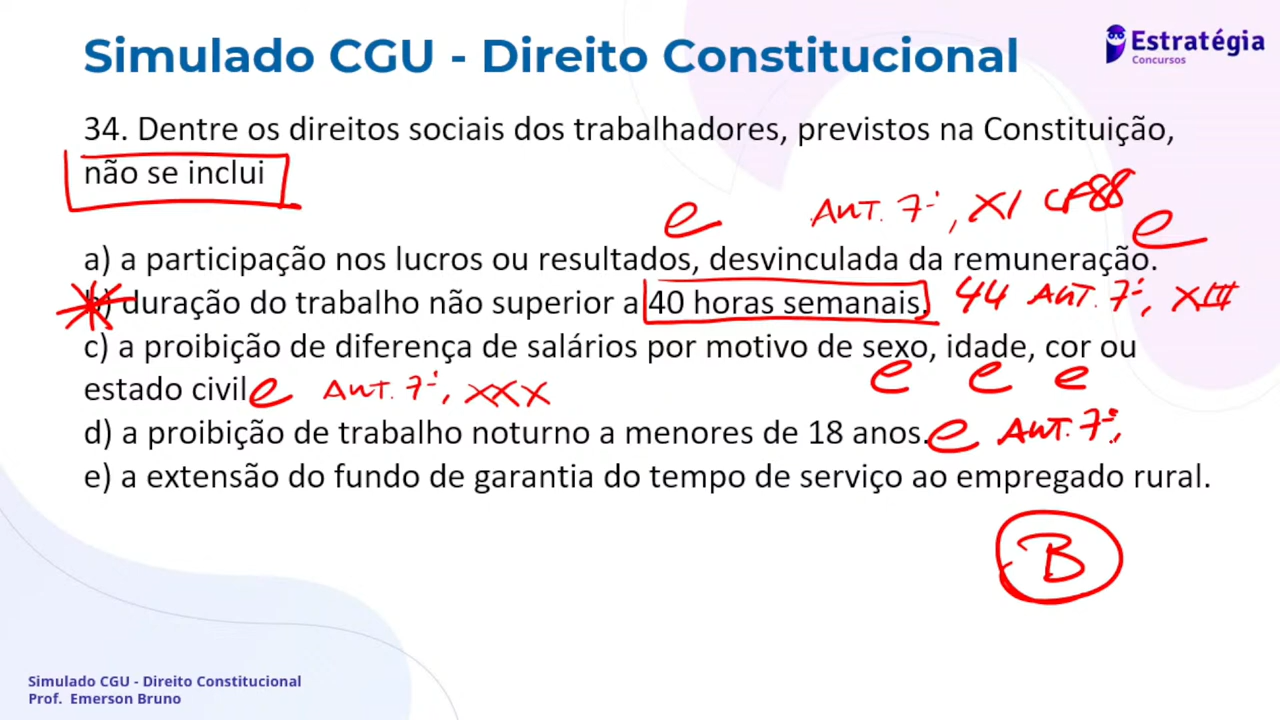 Simulado CGU - Direito Constitucional
Estratégia
Concursos
34. Dentre os direitos sociais dos trabalhadores, previstos na Constituição,
não se inclui
e ART. 7º, XI CF88 e
a) a participação nos lucros ou resultados, desvinculada da remuneração.
b) duração do trabalho não superior a 40 horas semanais. 44 ART. 7º, XIII
c) a proibição de diferença de salários por motivo de sexo, idade, cor ou
e e e
estado civil e ART. 7º, XXX
d) a proibição de trabalho noturno a menores de 18 anos. e ART. 7º,
e) a extensão do fundo de garantia do tempo de serviço ao empregado rural.
B
Simulado CGU - Direito Constitucional
Prof. Emerson Bruno